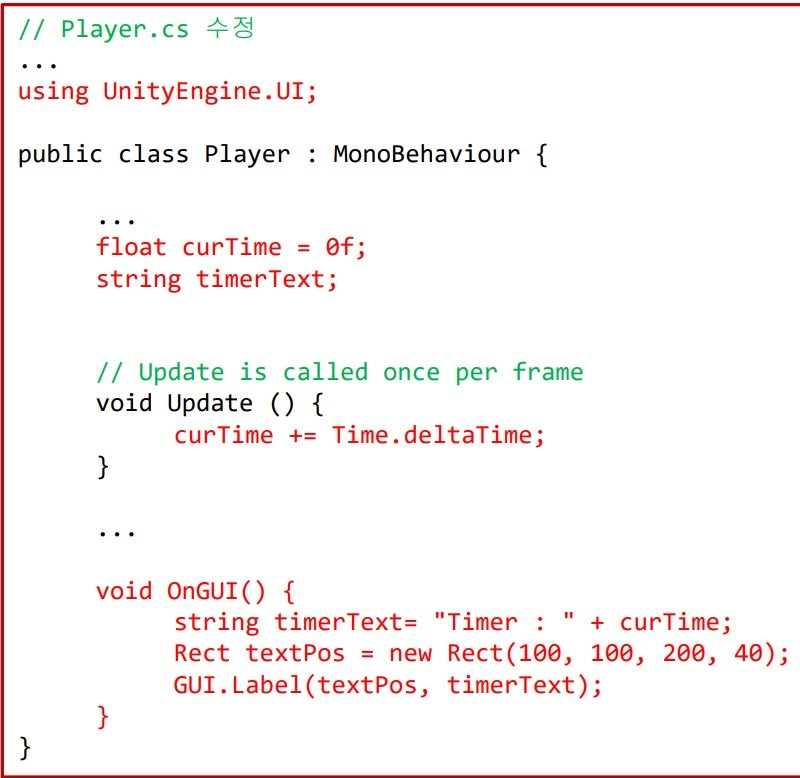 // Player.cs 수정
...
using UnityEngine.UI;
public class Player : MonoBehaviour {
...
float curTime = 0f;
string timerText;
// Update is called once per frame
void Update () {
curTime += Time.deltaTime;
}
...
void OnGUI() {
string timerText= "Timer : " + curTime;
Rect textPos = new Rect(100, 100, 200, 40);
GUI.Label(textPos, timerText);
}
}